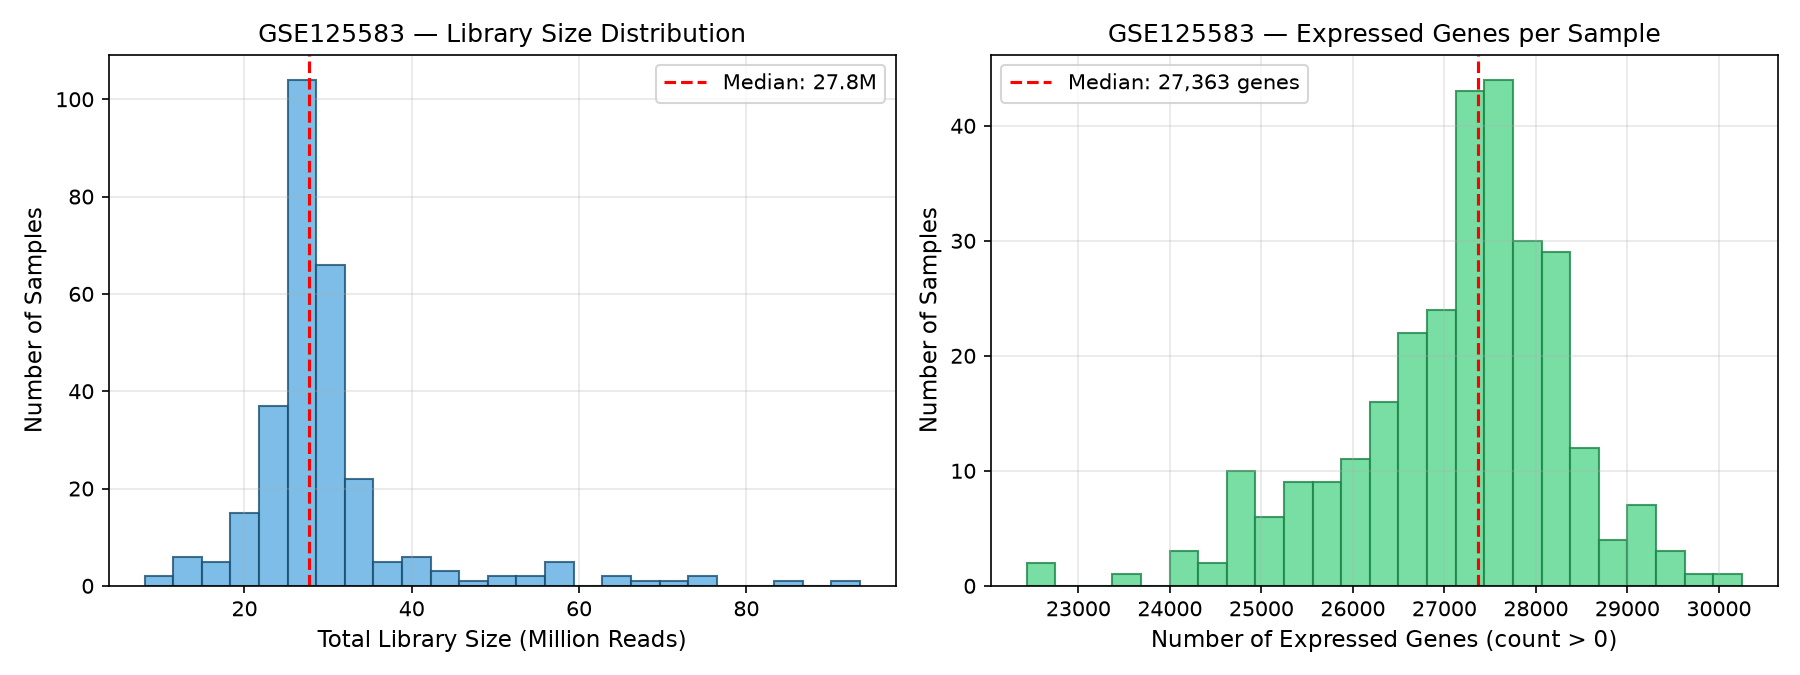 GSE125583 — Library Size Distribution
Median: 27.8M
100
80
60
40
20
0
Number of Samples
20 40 60 80
Total Library Size (Million Reads)
GSE125583 — Expressed Genes per Sample
Median: 27,363 genes
40
30
20
10
0
Number of Samples
23000 24000 25000 26000 27000 28000 29000 30000
Number of Expressed Genes (count > 0)